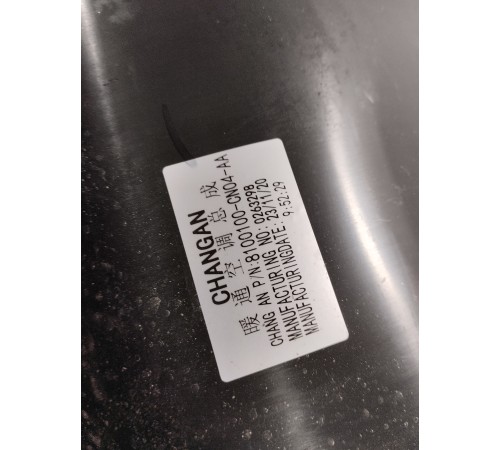 CHANGAN
暖通空调总成
CHANG AN P/N:8100100-CN04-AA
MANUFACTURING NO: 0263298
MANUFACTURINGDATE: 23/11/20
9:52:29